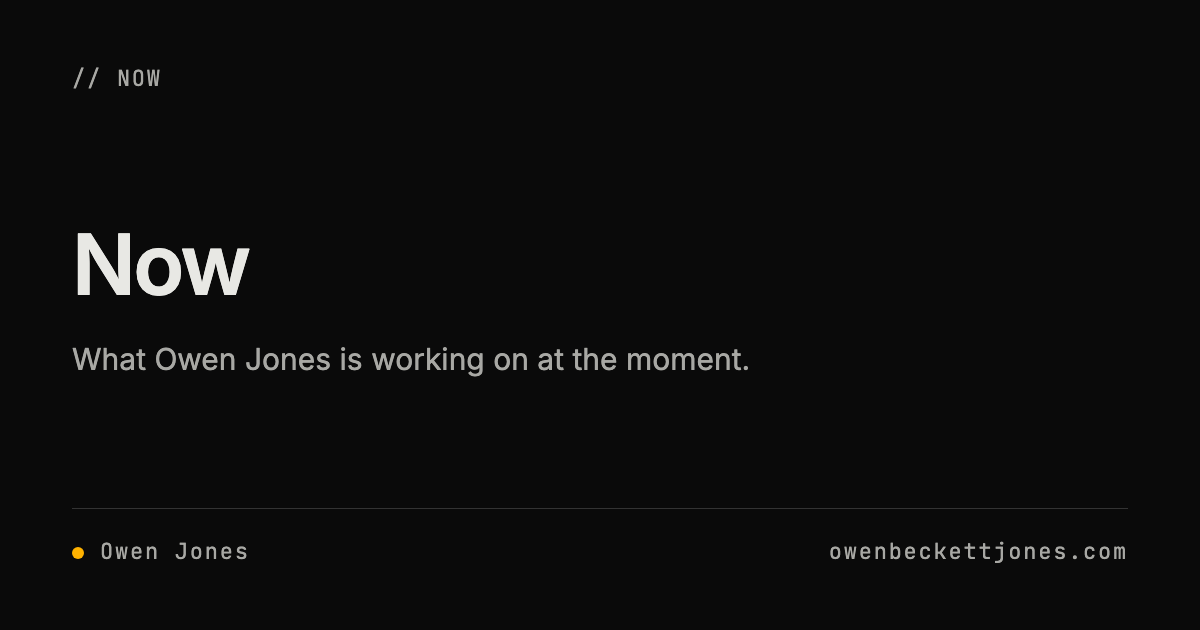 // NOW
Now
What Owen Jones is working on at the moment.
Owen Jones
owenbeckettjones.com